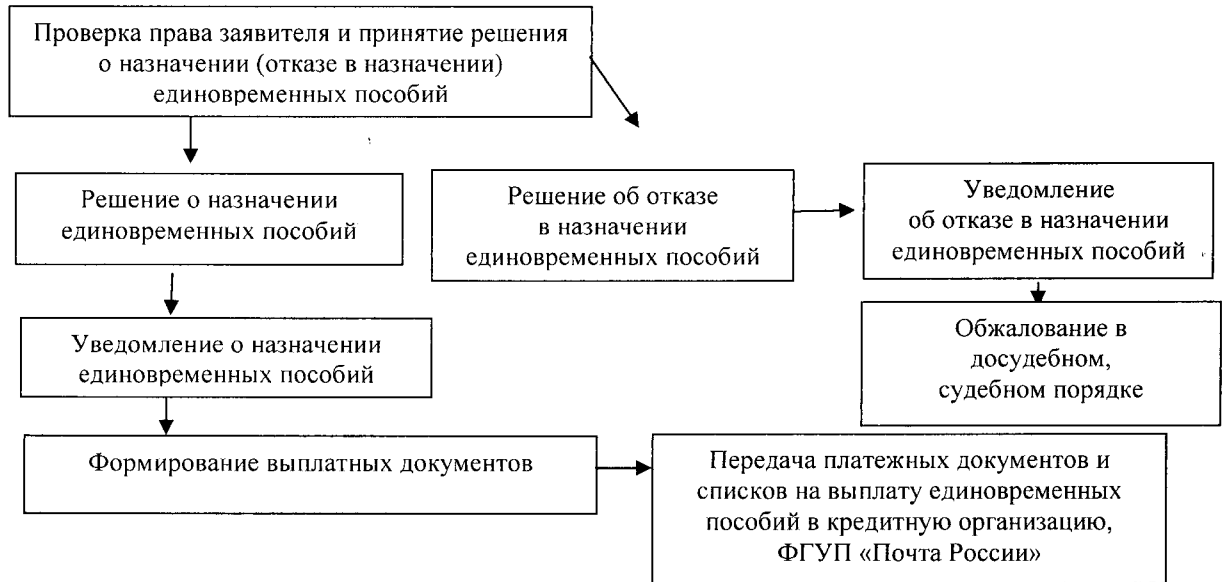 Проверка права заявителя и принятие решения
о назначении (отказе в назначении)
единовременных пособий
Решение о назначении
единовременных пособий
Решение об отказе
в назначении
единовременных пособий
Уведомление
об отказе в назначении
единовременных пособий
Уведомление о назначении
единовременных пособий
Обжалование в
досудебном,
судебном порядке
Формирование выплатных документов
Передача платежных документов и
списков на выплату единовременных
пособий в кредитную организацию,
ФГУП «Почта России»